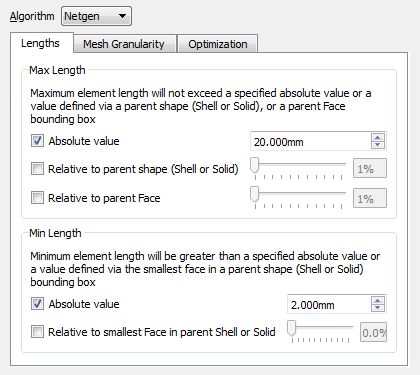 Algorithm Netgen
Lengths Mesh Granularity Optimization
Max Length
Maximum element length will not exceed a specified absolute value or a
value defined via a parent shape (Shell or Solid), or a parent Face
bounding box
Absolute value 20.000mm
Relative to parent shape (Shell or Solid) 1%
Relative to parent Face 1%
Min Length
Minimum element length will be greater than a specified absolute value or
a value defined via the smallest face in a parent shape (Shell or Solid)
bounding box
Absolute value 2.000mm
Relative to smallest Face in parent Shell or Solid 0.0%